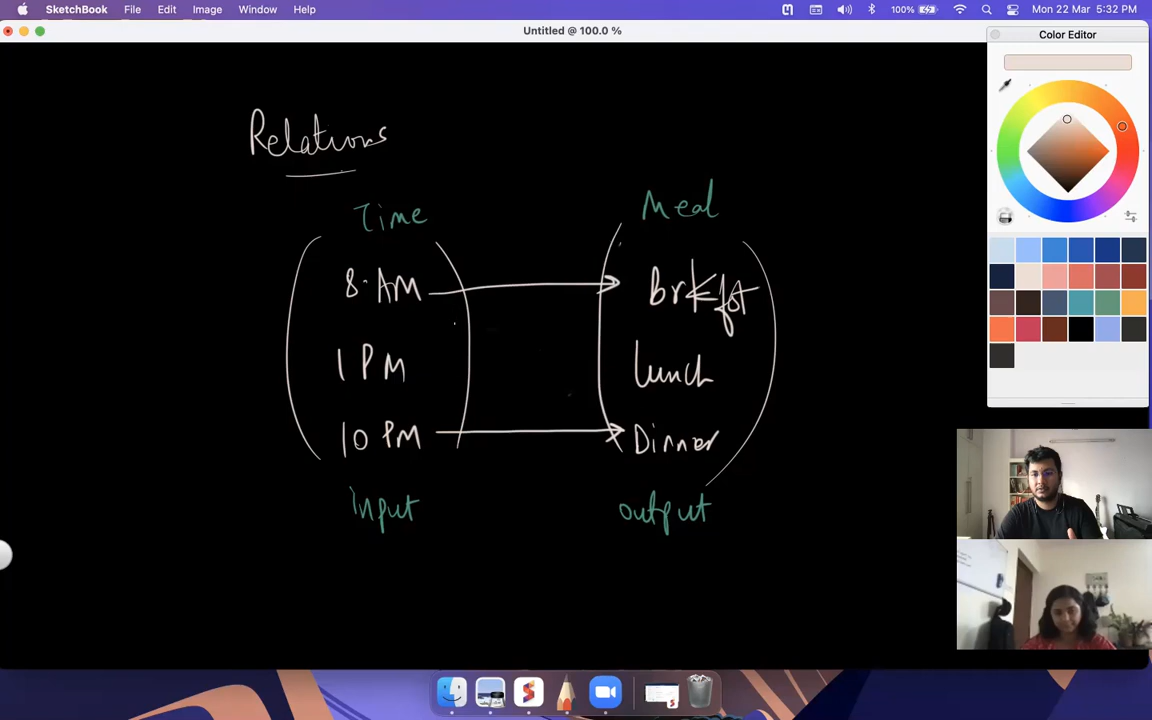 SketchBook File Edit Image Window Help 100% Mon 22 Mar 5:32 PM
Untitled @ 100.0 %
Color Editor
Relations
Time Meal
8 AM Brkfst
1 PM Lunch
10 PM Dinner
input output